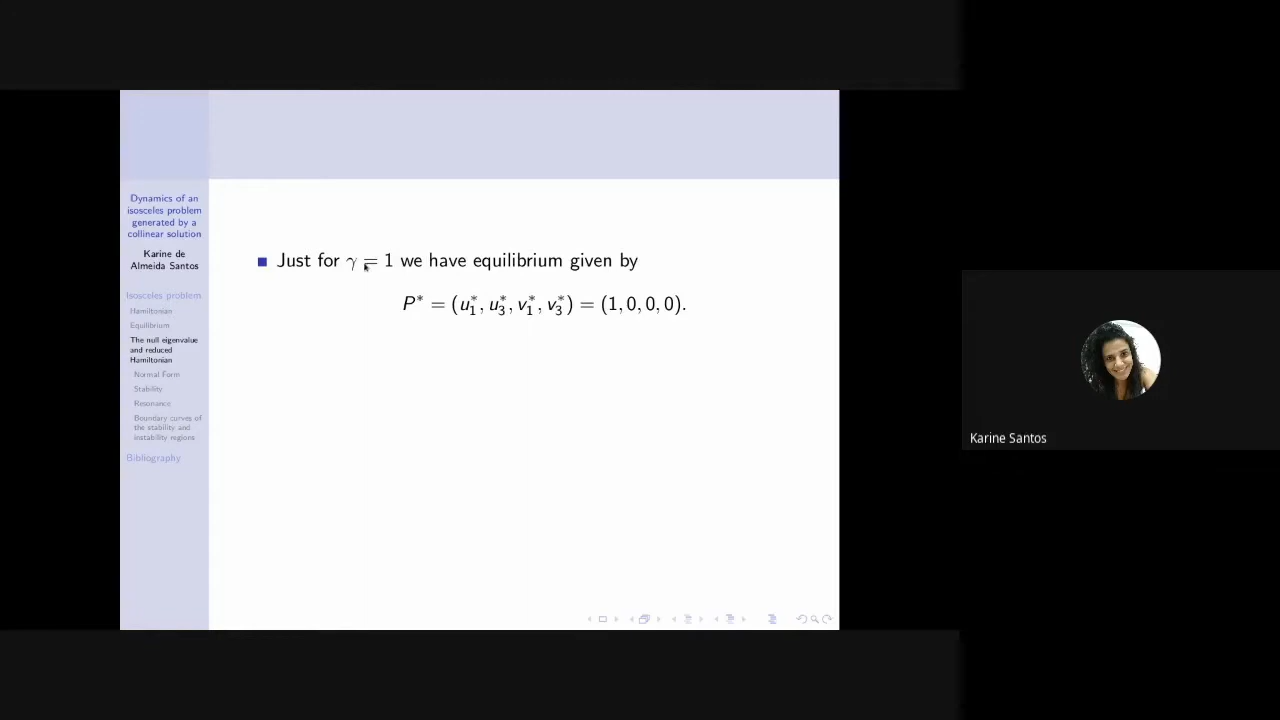 Dynamics of an
isosceles problem
generated by a
collinear solution
Karine de
Almeida Santos
Isosceles problem
Hamiltonian
Equilibrium
The null eigenvalue
and reduced
Hamiltonian
Normal Form
Stability
Resonance
Boundary curves of
the stability and
instability regions
Bibliography
Just for γ = 1 we have equilibrium given by
P* = (u₁*, u₃*, v₁*, v₃*) = (1, 0, 0, 0).
Karine Santos